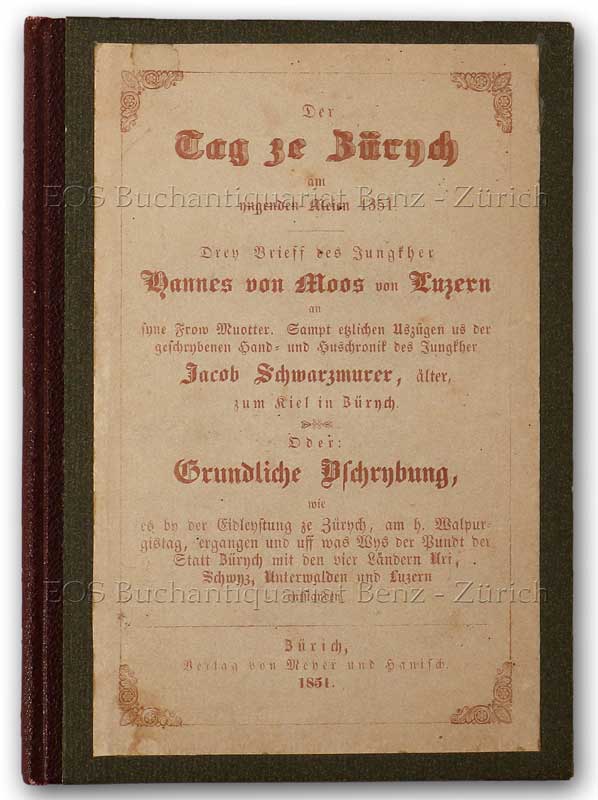 Der
Tag ze Zürych
am
yngenden Meien 1351.
EOS Buchantiquariat Benz - Zürich
Drey Brieff des Jungkher
Hannes von Moos von Luzern
an
syne Frow Muotter. Sampt etzlichen Uszügen us der
geschrybenen Hand- und Huschronik des Jungkher
Jacob Schwarzmurer, älter,
zum Kiel in Zürych.
Oder:
Grundliche Bschrybung,
wie
es by der Eidleystung ze Zürych, am h. Walpur-
gistag, ergangen und uff was Wys der Pundt der
Statt Zürych mit den vier Ländern Uri,
Schwyz, Unterwalden und Luzern
entstanden.
EOS Buchantiquariat Benz - Zürich
Zürich,
Verlag von Meyer und Hanisch.
1851.